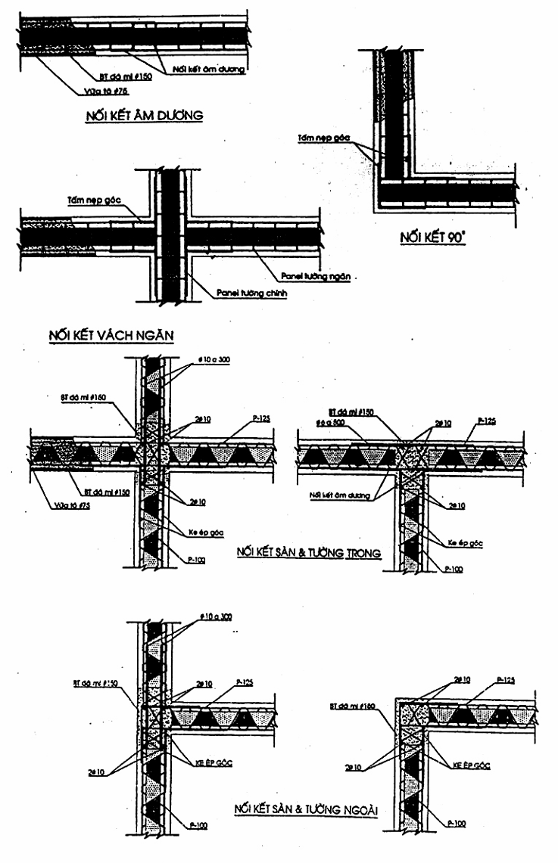 BT đá mi #150
Nối kết âm dương
Vữa tô #75
NỐI KẾT ÂM DƯƠNG
Tấm nẹp góc
NỐI KẾT 90°
Tấm nẹp góc
Panel tường ngăn
Panel tường chính
NỐI KẾT VÁCH NGĂN
ø10 a 300
BT đá mi #150
2ø10
P-125
BT đá mi #150
Vữa tô #75
2ø10
Ke ép góc
P-100
BT đá mi #150
ø6 a 500
2ø10
P-125
Nối kết âm dương
2ø10
Ke ép góc
P-100
NỐI KẾT SÀN & TƯỜNG TRONG
ø10 a 300
BT đá mi #150
2ø10
P-125
2ø10
KE ÉP GÓC
P-100
2ø10
P-125
BT đá mi #150
2ø10
KE ÉP GÓC
P-100
NỐI KẾT SÀN & TƯỜNG NGOÀI